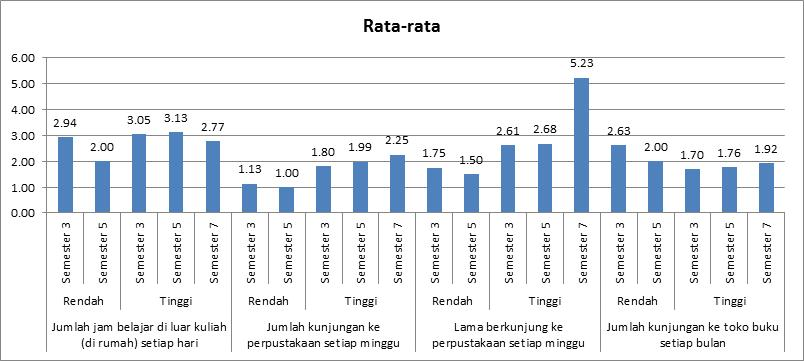 Rata-rata
6.00
5.00
4.00
3.00
2.00
1.00
0.00
2.94
2.00
3.05
3.13
2.77
1.13
1.00
1.80
1.99
2.25
1.75
1.50
2.61
2.68
5.23
2.63
2.00
1.70
1.76
1.92
Semester 3
Semester 5
Semester 3
Semester 5
Semester 7
Semester 3
Semester 5
Semester 3
Semester 5
Semester 7
Semester 3
Semester 5
Semester 3
Semester 5
Semester 7
Semester 3
Semester 5
Semester 3
Semester 5
Semester 7
Rendah
Tinggi
Rendah
Tinggi
Rendah
Tinggi
Rendah
Tinggi
Jumlah jam belajar di luar kuliah
(di rumah) setiap hari
Jumlah kunjungan ke
perpustakaan setiap minggu
Lama berkunjung ke
perpustakaan setiap minggu
Jumlah kunjungan ke toko buku
setiap bulan